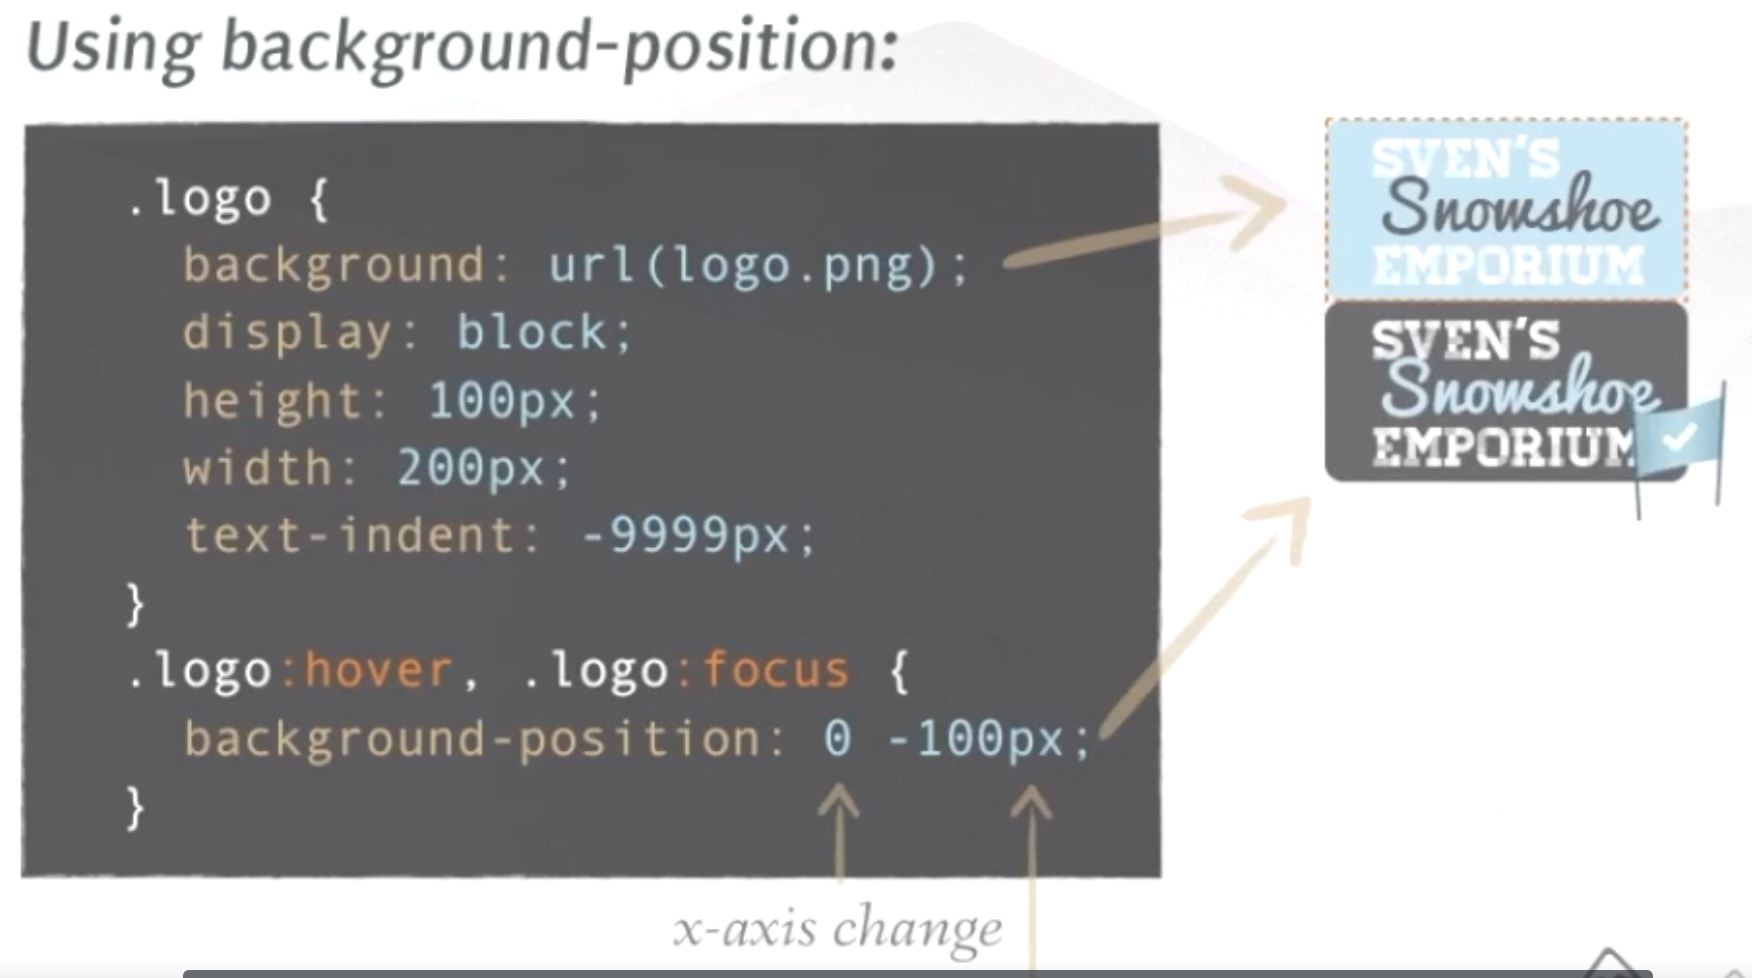 Using background-position:
.logo {
background: url(logo.png);
display: block;
height: 100px;
width: 200px;
text-indent: -9999px;
}
.logo:hover, .logo:focus {
background-position: 0 -100px;
}
x-axis change
SVEN'S
Snowshoe
EMPORIUM
SVEN'S
Snowshoe
EMPORIUM